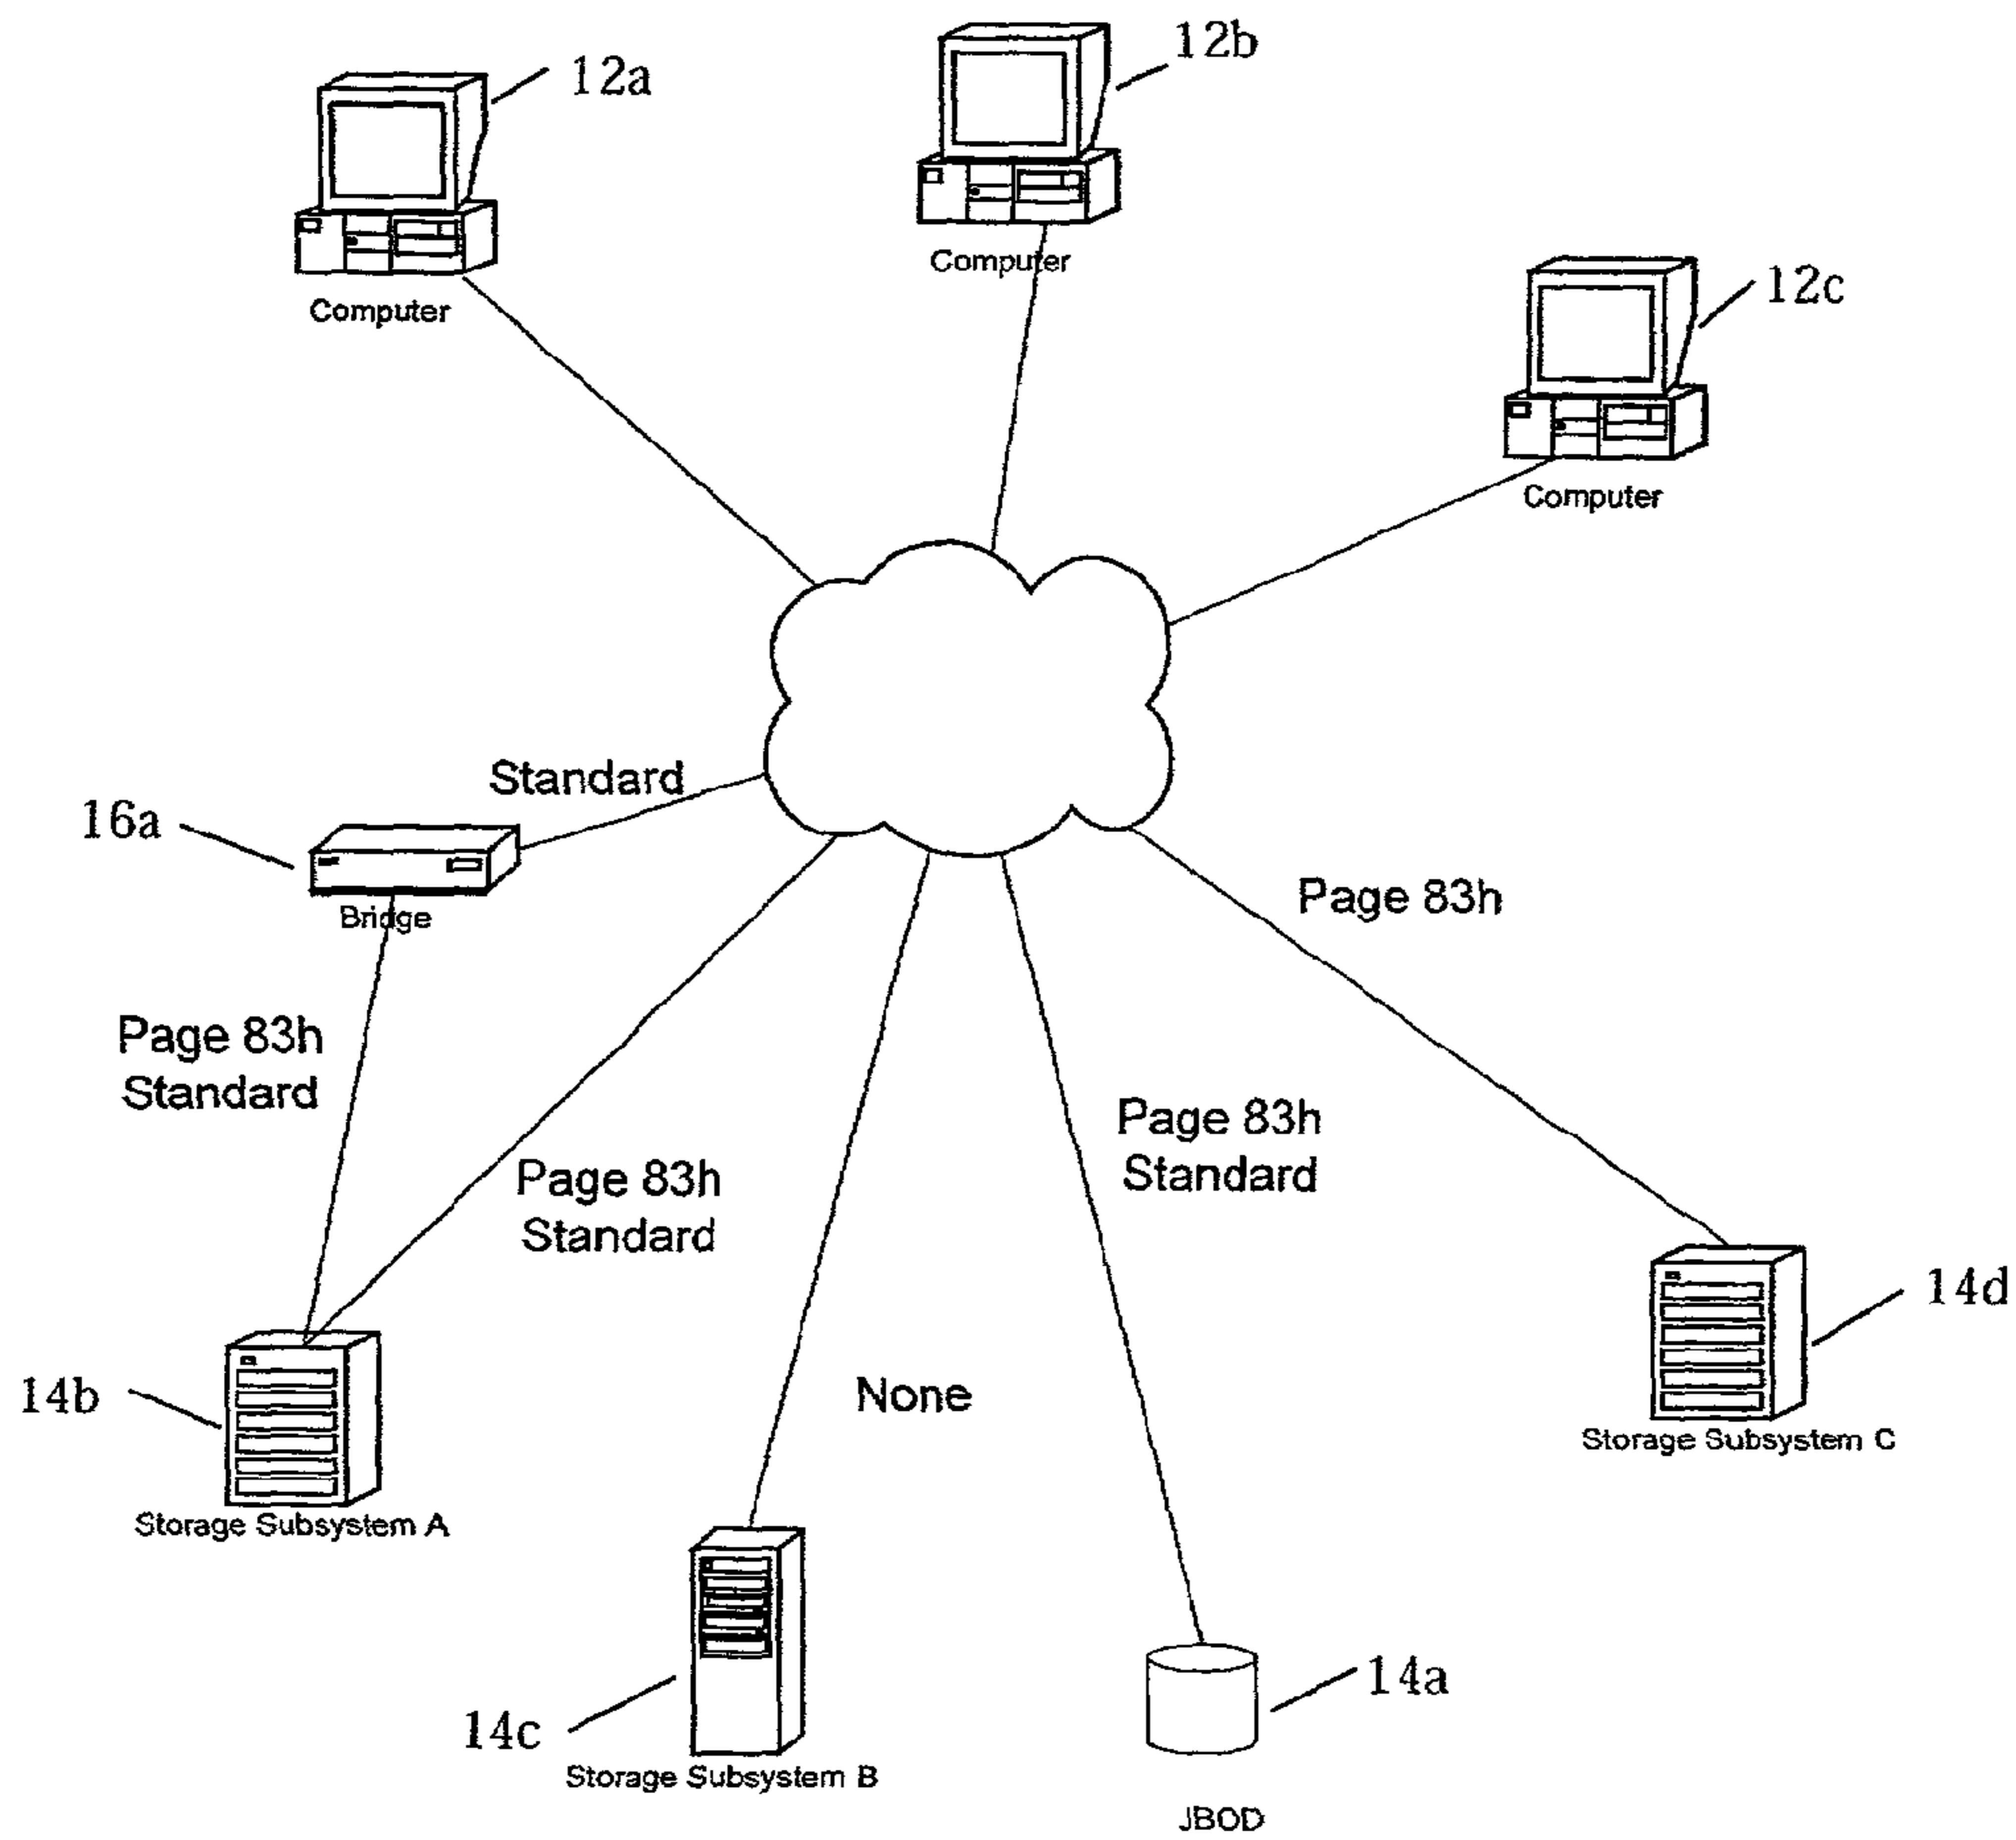 12b
12a
Computer
12c
Computer
Computer
Standard
16a
Page 83h
Bridge
Page 83h
Standard
Page 83h
Standard
Page 83h
Standard
14d
14b
None
Storage Subsystem C
Storage Subsystem A
14a
14c
Storage Subsystem B
JBOD